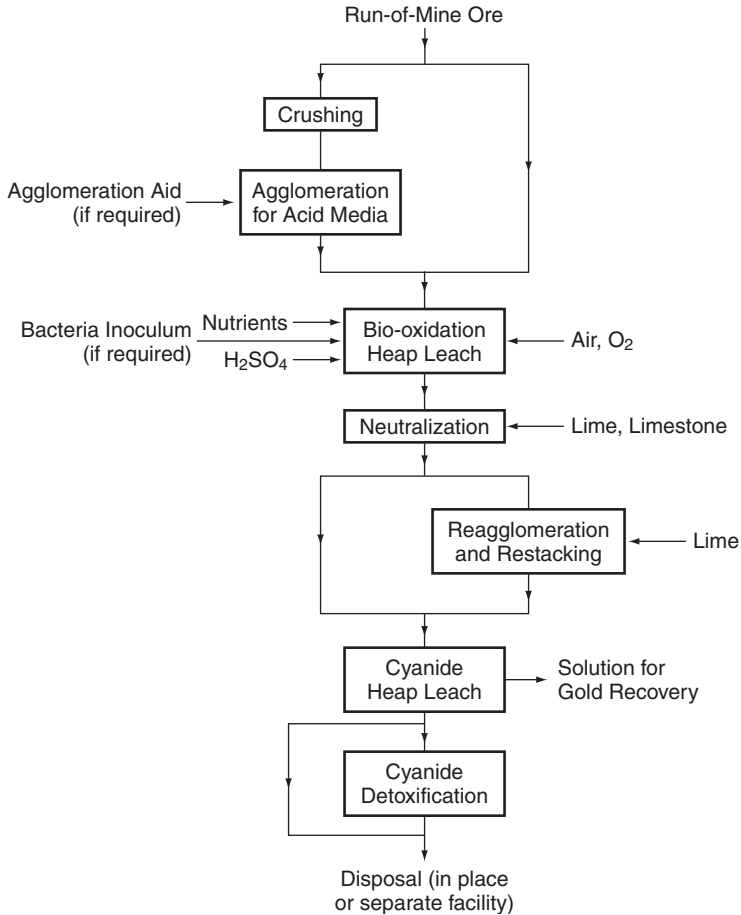 Run-of-Mine Ore
Crushing
Agglomeration Aid
(if required)
Agglomeration
for Acid Media
Nutrients
Bacteria Inoculum
(if required)
H₂SO₄
Bio-oxidation
Heap Leach
Air, O₂
Neutralization
Lime, Limestone
Reagglomeration
and Restacking
Lime
Cyanide
Heap Leach
Solution for
Gold Recovery
Cyanide
Detoxification
Disposal (in place
or separate facility)